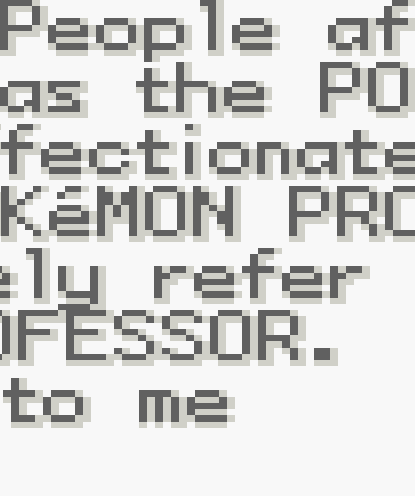 People af
as the PO
fectionate
KéMON PRO
ely refer
OFESSOR.
to me